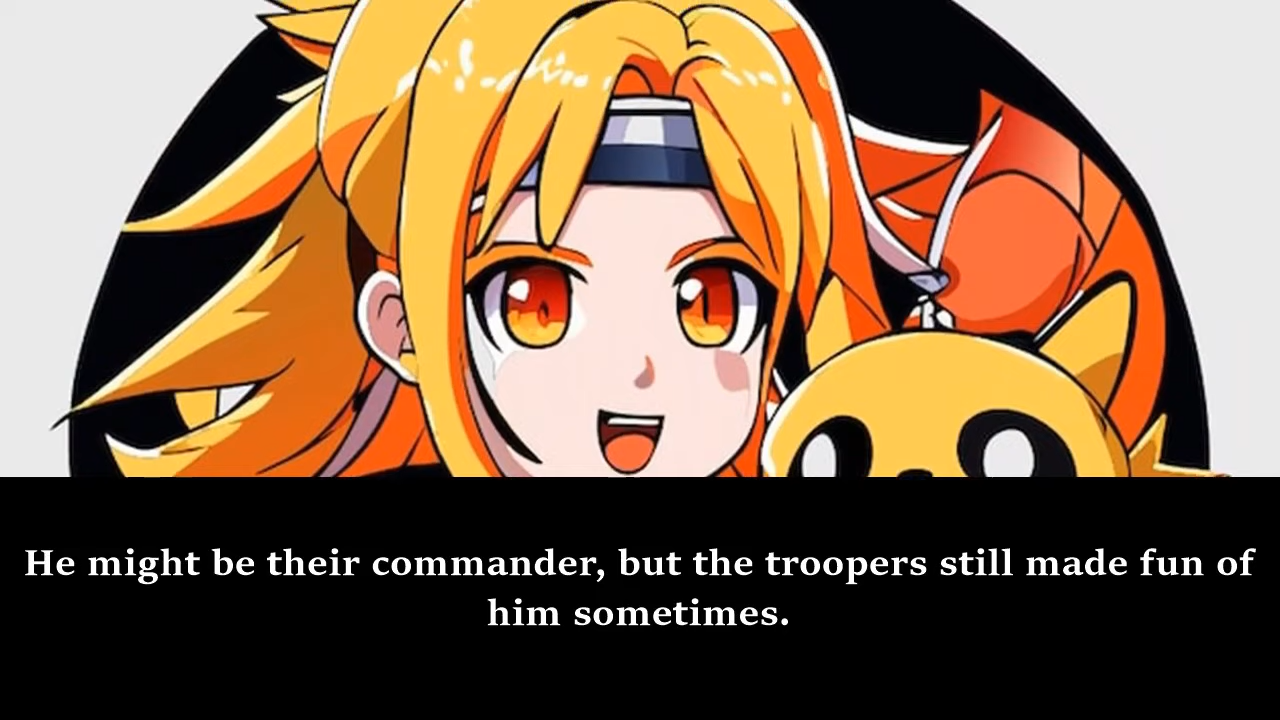 He might be their commander, but the troopers still made fun of
him sometimes.